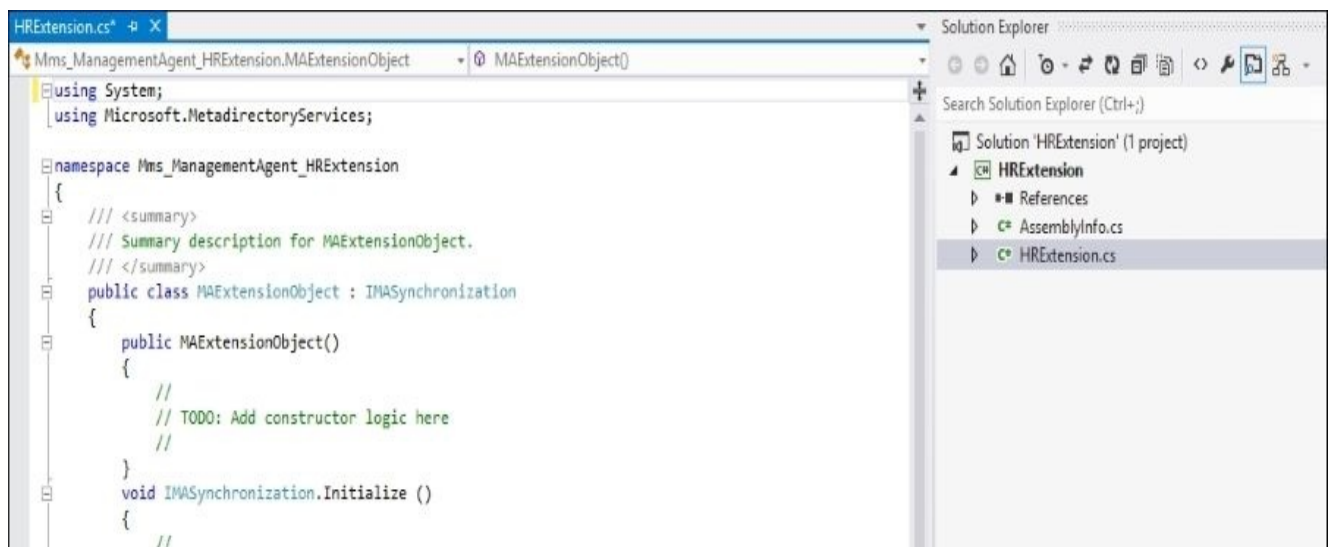 HRExtension.cs*
Mms_ManagementAgent_HRExtension.MAExtensionObject
MAExtensionObject()
using System;
using Microsoft.MetadirectoryServices;
namespace Mms_ManagementAgent_HRExtension
{
/// <summary>
/// Summary description for MAExtensionObject.
/// </summary>
public class MAExtensionObject : IMASynchronization
{
public MAExtensionObject()
{
//
// TODO: Add constructor logic here
//
}
void IMASynchronization.Initialize ()
{
//
Solution Explorer
Search Solution Explorer (Ctrl+;)
Solution 'HRExtension' (1 project)
C# HRExtension
References
C# AssemblyInfo.cs
C# HRExtension.cs